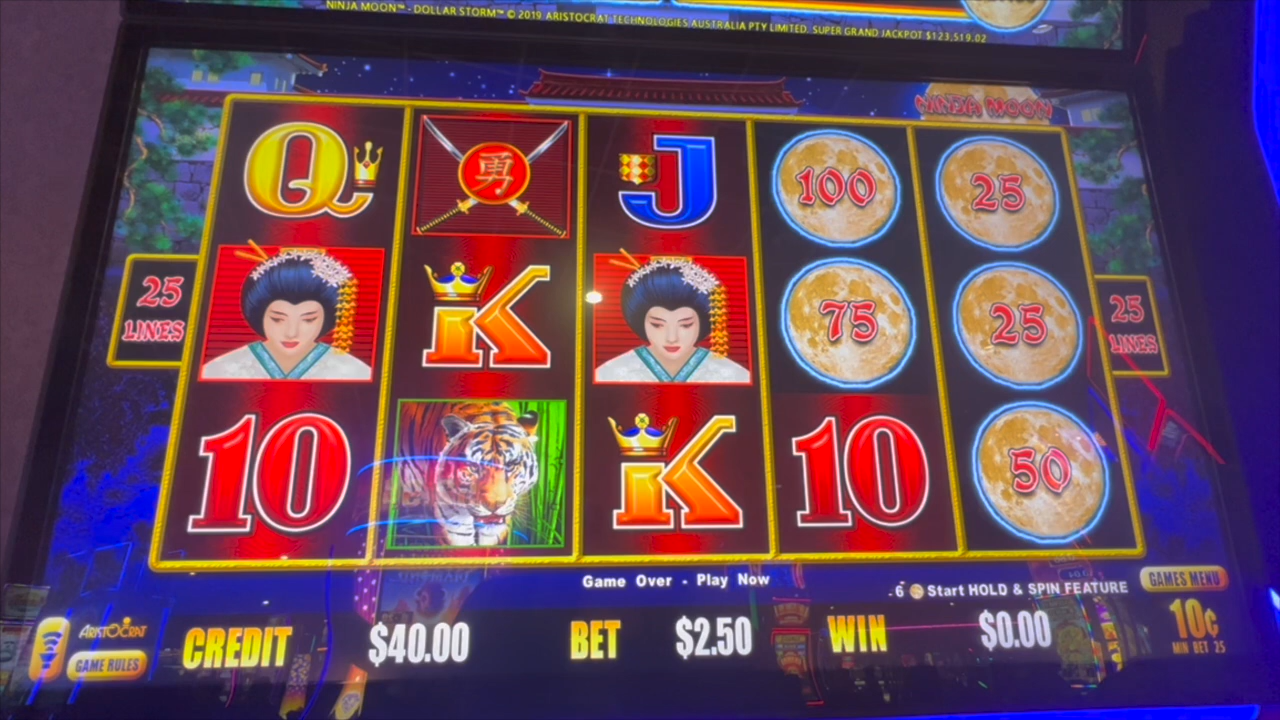 NINJA MOON™ - DOLLAR STORM™ © 2019 ARISTOCRAT TECHNOLOGIES AUSTRALIA PTY LIMITED. SUPER GRAND JACKPOT $123,519.02
NINJA MOON
Q
勇
J
100
25
25
LINES
K
75
25
25
LINES
10
K
10
50
Game Over - Play Now
6 Start HOLD & SPIN FEATURE
GAMES MENU
ARISTOCRAT
GAME RULES
CREDIT $40.00 BET $2.50 WIN $0.00
10¢
MIN BET 25